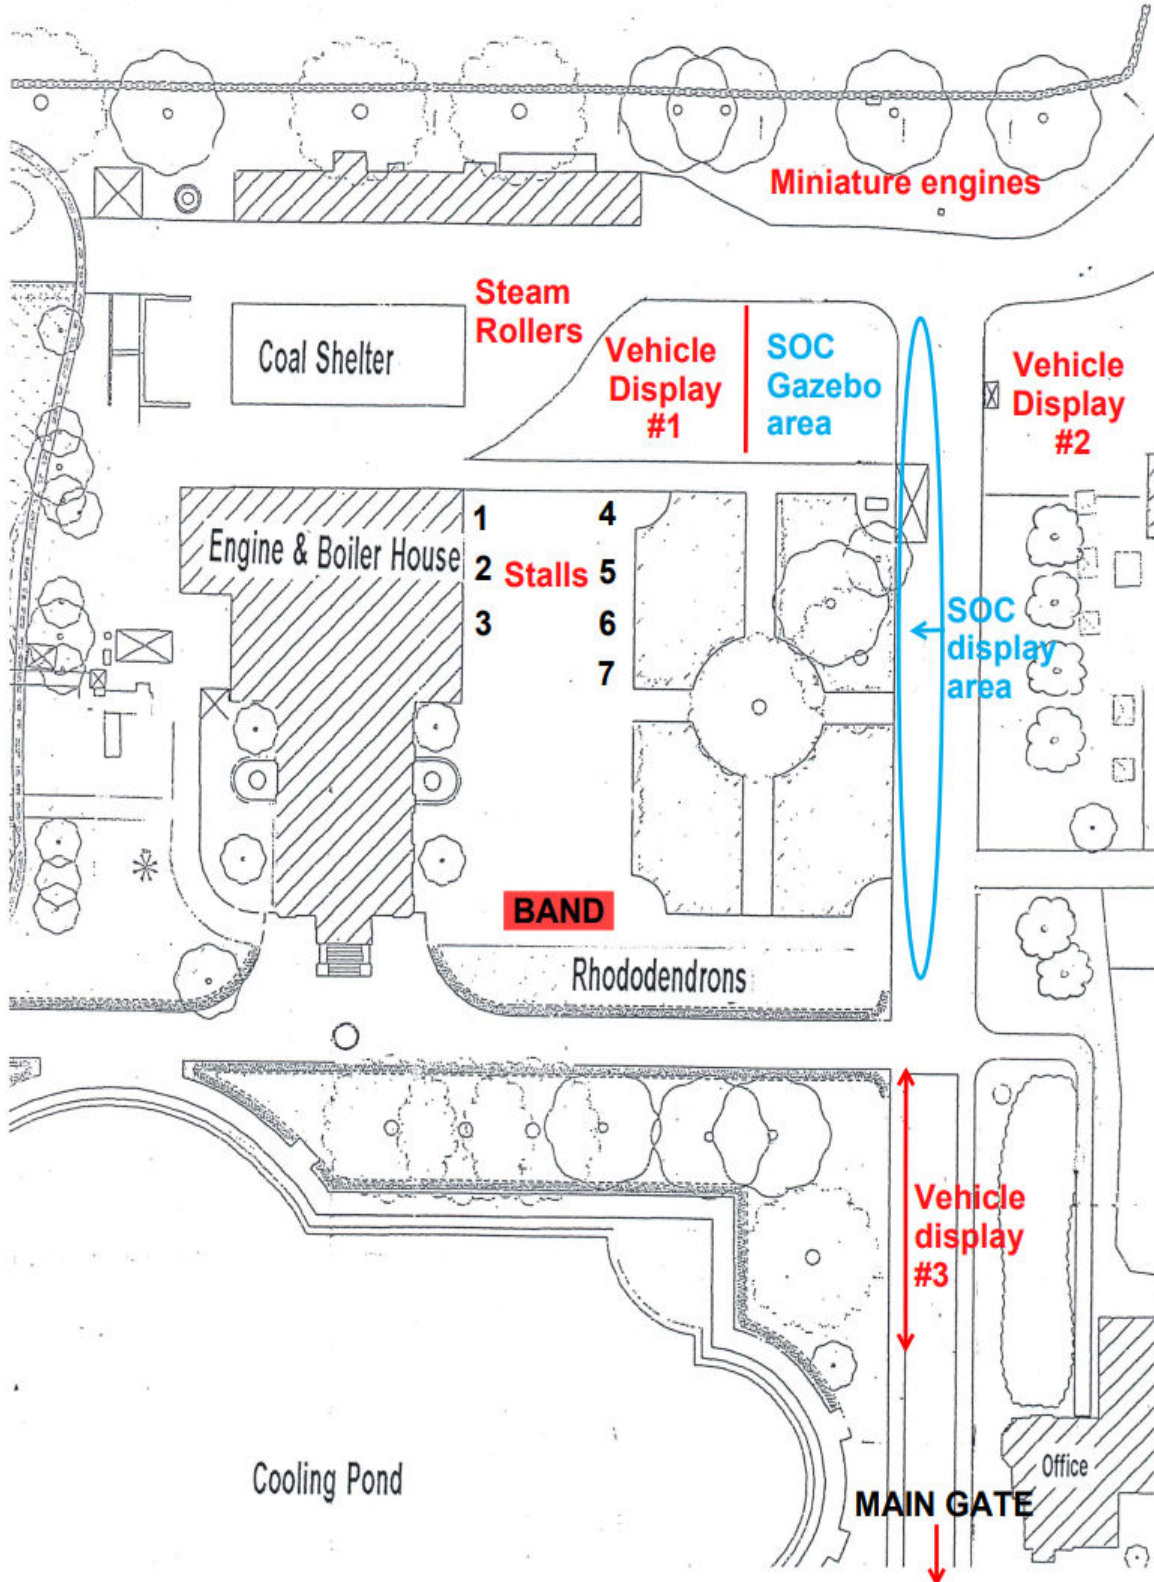 Miniature engines
Steam
Rollers
Coal Shelter
Vehicle
Display
#1
SOC
Gazebo
area
Vehicle
Display
#2
Engine & Boiler House
1
2
3
Stalls
4
5
6
7
SOC
display
area
BAND
Rhododendrons
Vehicle
display
#3
Cooling Pond
Office
MAIN GATE